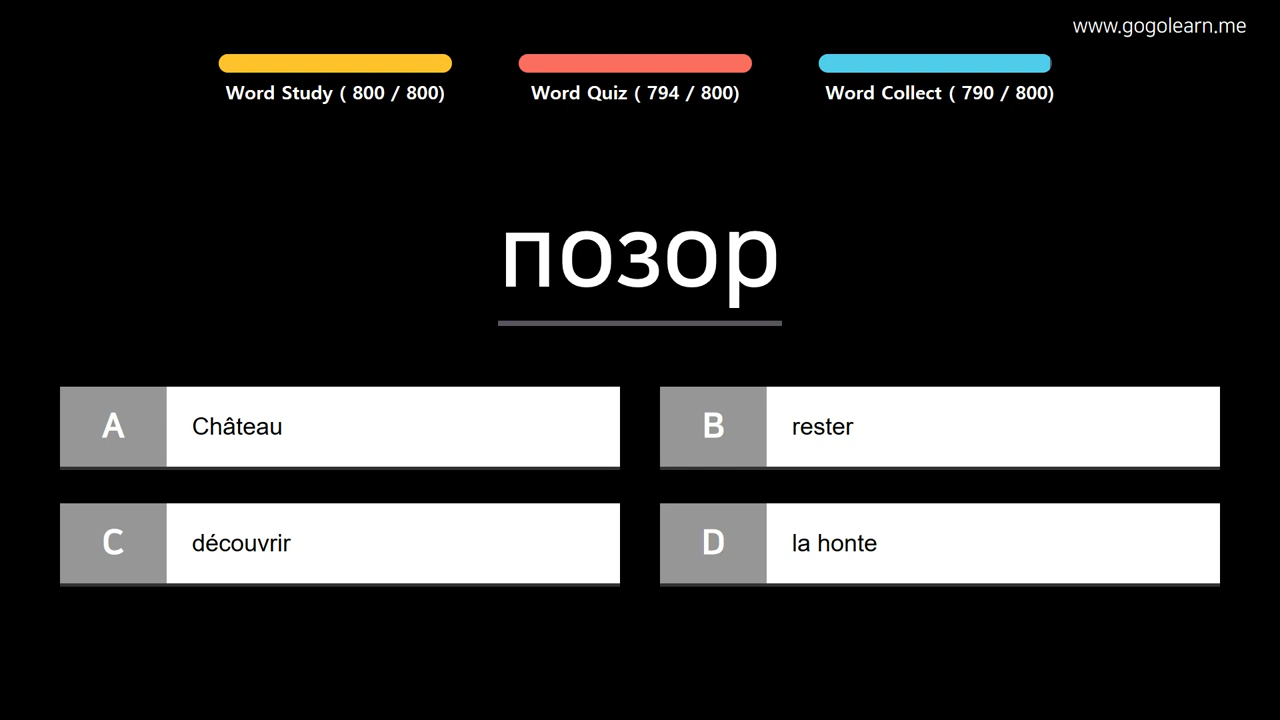 www.gogolearn.me
Word Study ( 800 / 800)
Word Quiz ( 794 / 800)
Word Collect ( 790 / 800)
позор
A Château
B rester
C découvrir
D la honte